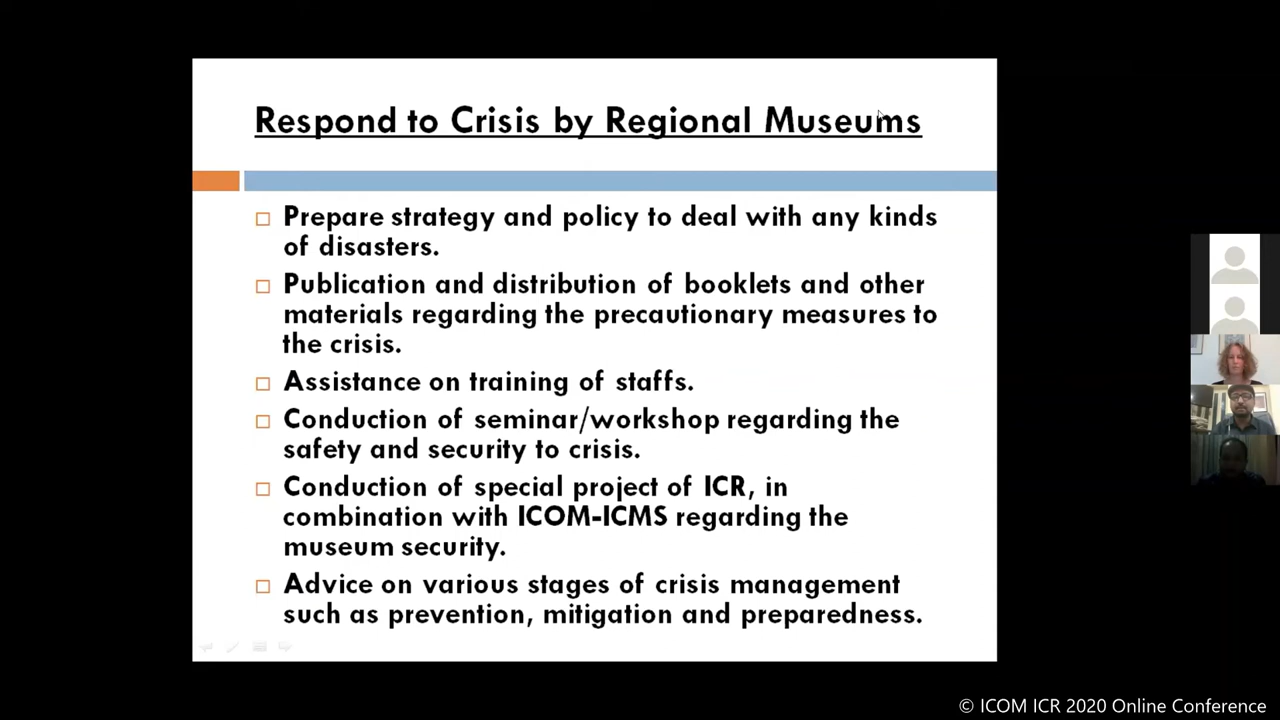 Respond to Crisis by Regional Museums
Prepare strategy and policy to deal with any kinds
of disasters.
Publication and distribution of booklets and other
materials regarding the precautionary measures to
the crisis.
Assistance on training of staffs.
Conduction of seminar/workshop regarding the
safety and security to crisis.
Conduction of special project of ICR, in
combination with ICOM-ICMS regarding the
museum security.
Advice on various stages of crisis management
such as prevention, mitigation and preparedness.
© ICOM ICR 2020 Online Conference